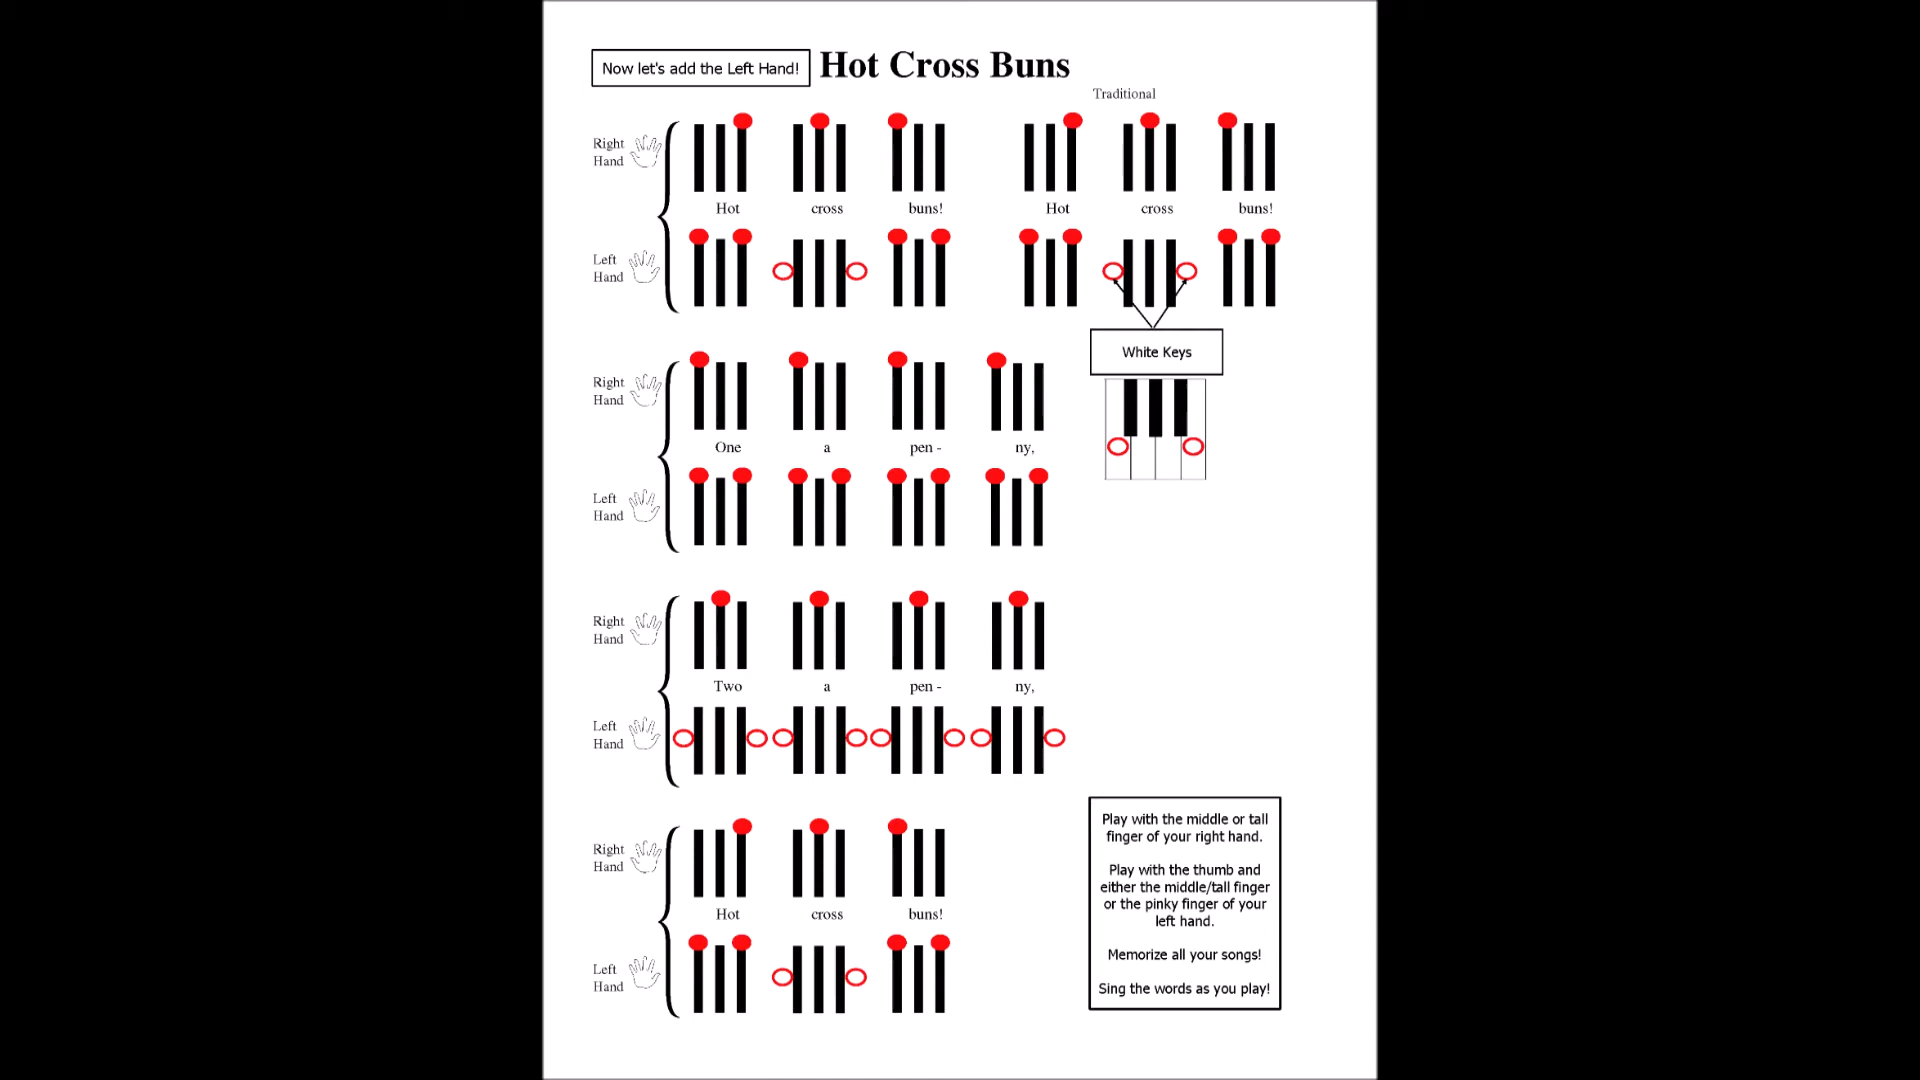 Now let's add the Left Hand!
Hot Cross Buns
Traditional
Right
Hand
Hot cross buns! Hot cross buns!
Left
Hand
White Keys
Right
Hand
One a pen - ny,
Left
Hand
Right
Hand
Two a pen - ny,
Left
Hand
Right
Hand
Hot cross buns!
Left
Hand
Play with the middle or tall
finger of your right hand.
Play with the thumb and
either the middle/tall finger
or the pinky finger of your
left hand.
Memorize all your songs!
Sing the words as you play!